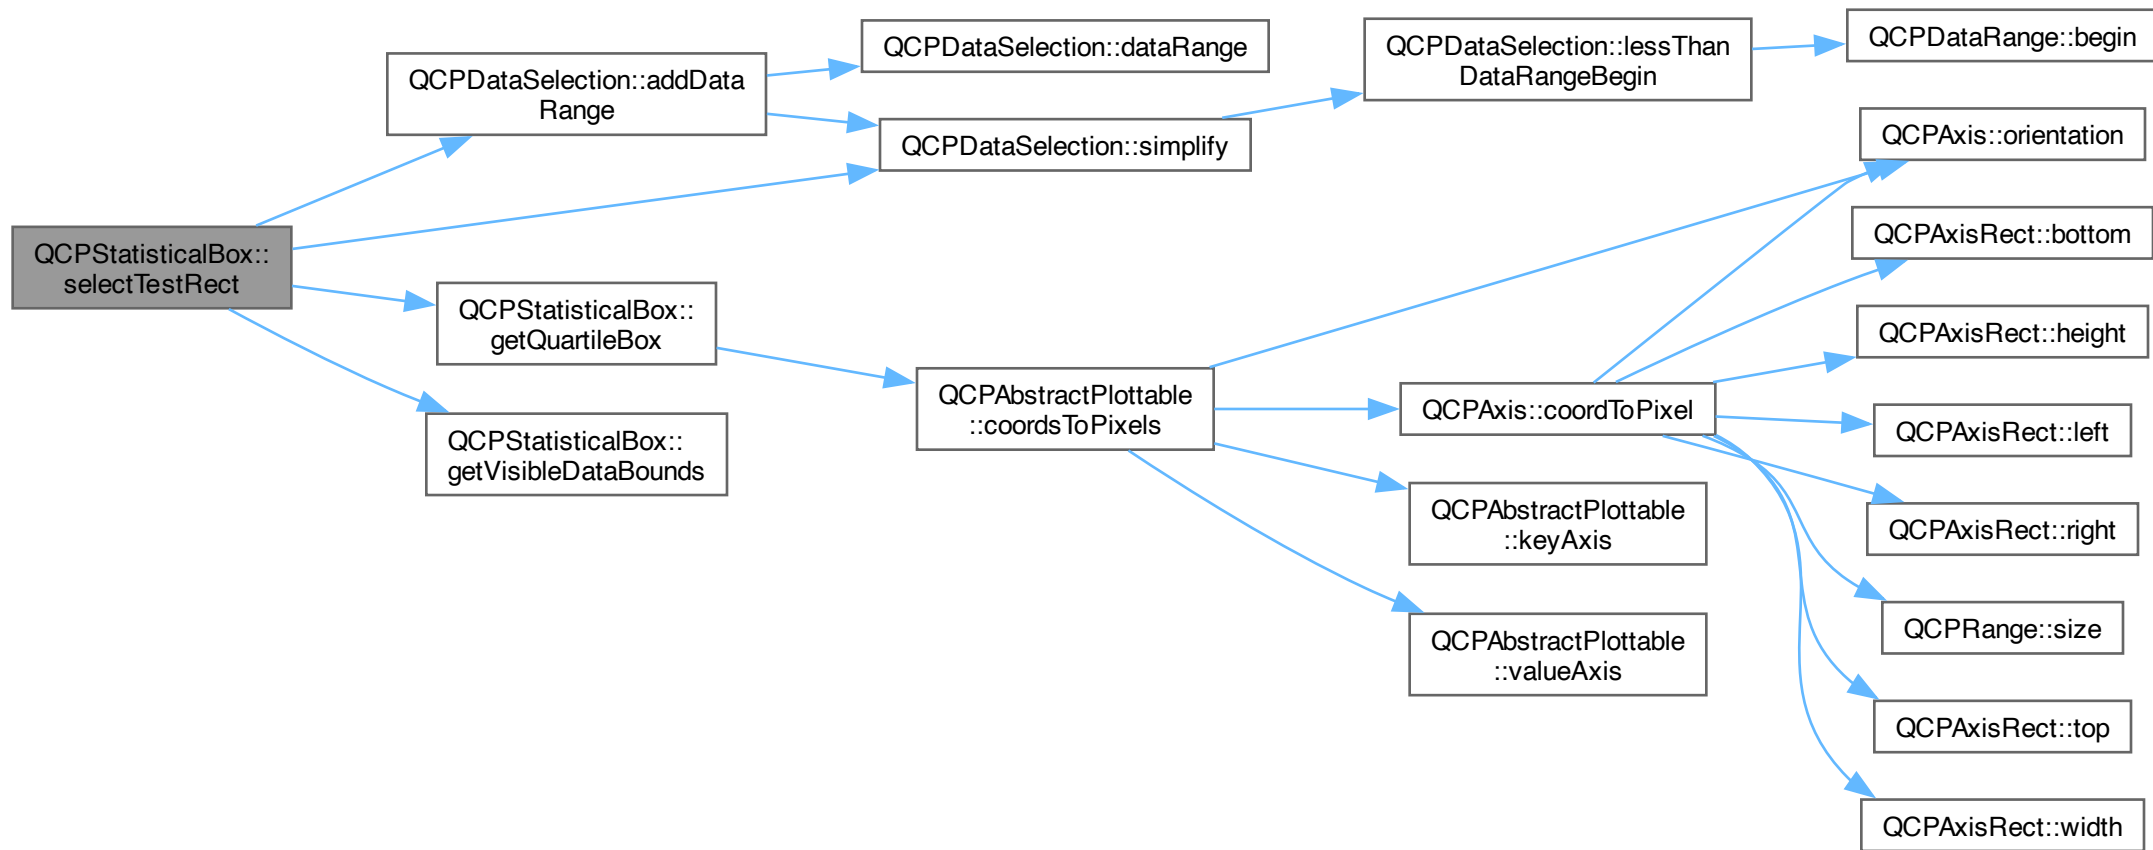 QCPStatisticalBox::
selectTestRect
QCPDataSelection::addData
Range
QCPDataSelection::dataRange
QCPDataSelection::simplify
QCPDataSelection::lessThan
DataRangeBegin
QCPDataRange::begin
QCPStatisticalBox::
getQuartileBox
QCPStatisticalBox::
getVisibleDataBounds
QCPAbstractPlottable
::coordsToPixels
QCPAxis::coordToPixel
QCPAbstractPlottable
::keyAxis
QCPAbstractPlottable
::valueAxis
QCPAxis::orientation
QCPAxisRect::bottom
QCPAxisRect::height
QCPAxisRect::left
QCPAxisRect::right
QCPRange::size
QCPAxisRect::top
QCPAxisRect::width